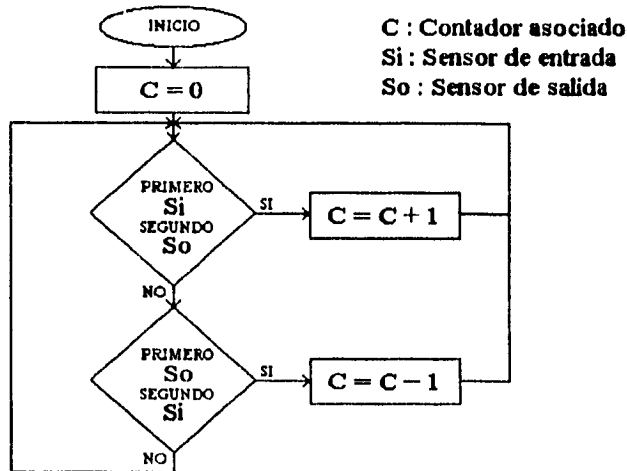 INICIO
C : Contador asociado
Si : Sensor de entrada
So : Sensor de salida
C = 0
PRIMERO
Si
SEGUNDO
So
SI
C = C + 1
NO
PRIMERO
So
SEGUNDO
Si
SI
C = C - 1
NO